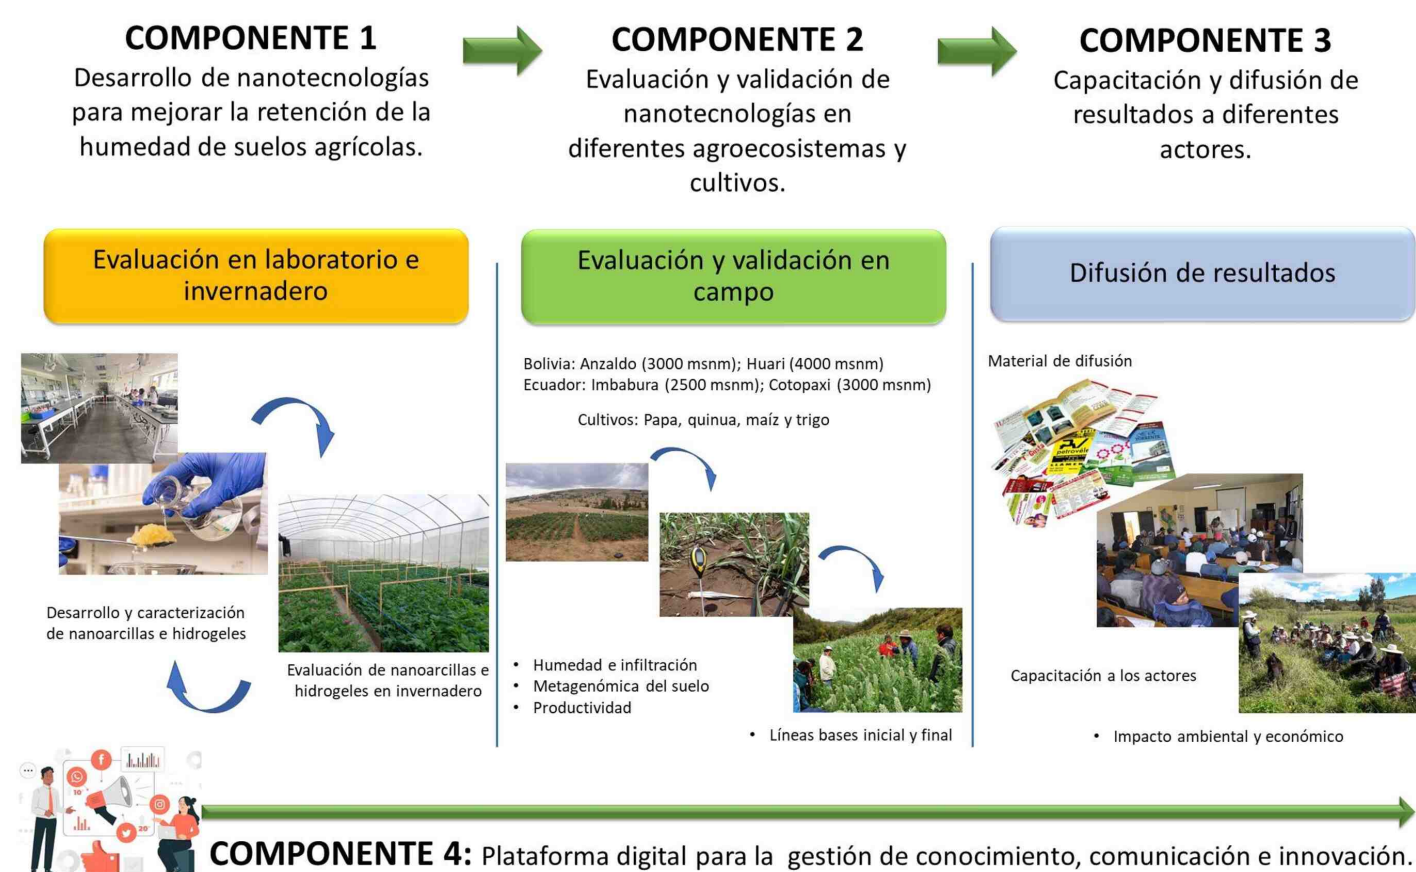 COMPONENTE 1
Desarrollo de nanotecnologías
para mejorar la retención de la
humedad de suelos agrícolas.
COMPONENTE 2
Evaluación y validación de
nanotecnologías en
diferentes agroecosistemas y
cultivos.
COMPONENTE 3
Capacitación y difusión de
resultados a diferentes
actores.
Evaluación en laboratorio e
invernadero
Desarrollo y caracterización
de nanoarcillas e hidrogeles
Evaluación de nanoarcillas e
hidrogeles en invernadero
Evaluación y validación en
campo
Bolivia: Anzaldo (3000 msnm); Huari (4000 msnm)
Ecuador: Imbabura (2500 msnm); Cotopaxi (3000 msnm)
Cultivos: Papa, quinua, maíz y trigo
• Humedad e infiltración
• Metagenómica del suelo
• Productividad
• Líneas bases inicial y final
Difusión de resultados
Material de difusión
petrovéle
Capacitación a los actores
• Impacto ambiental y económico
10
20
COMPONENTE 4: Plataforma digital para la gestión de conocimiento, comunicación e innovación.